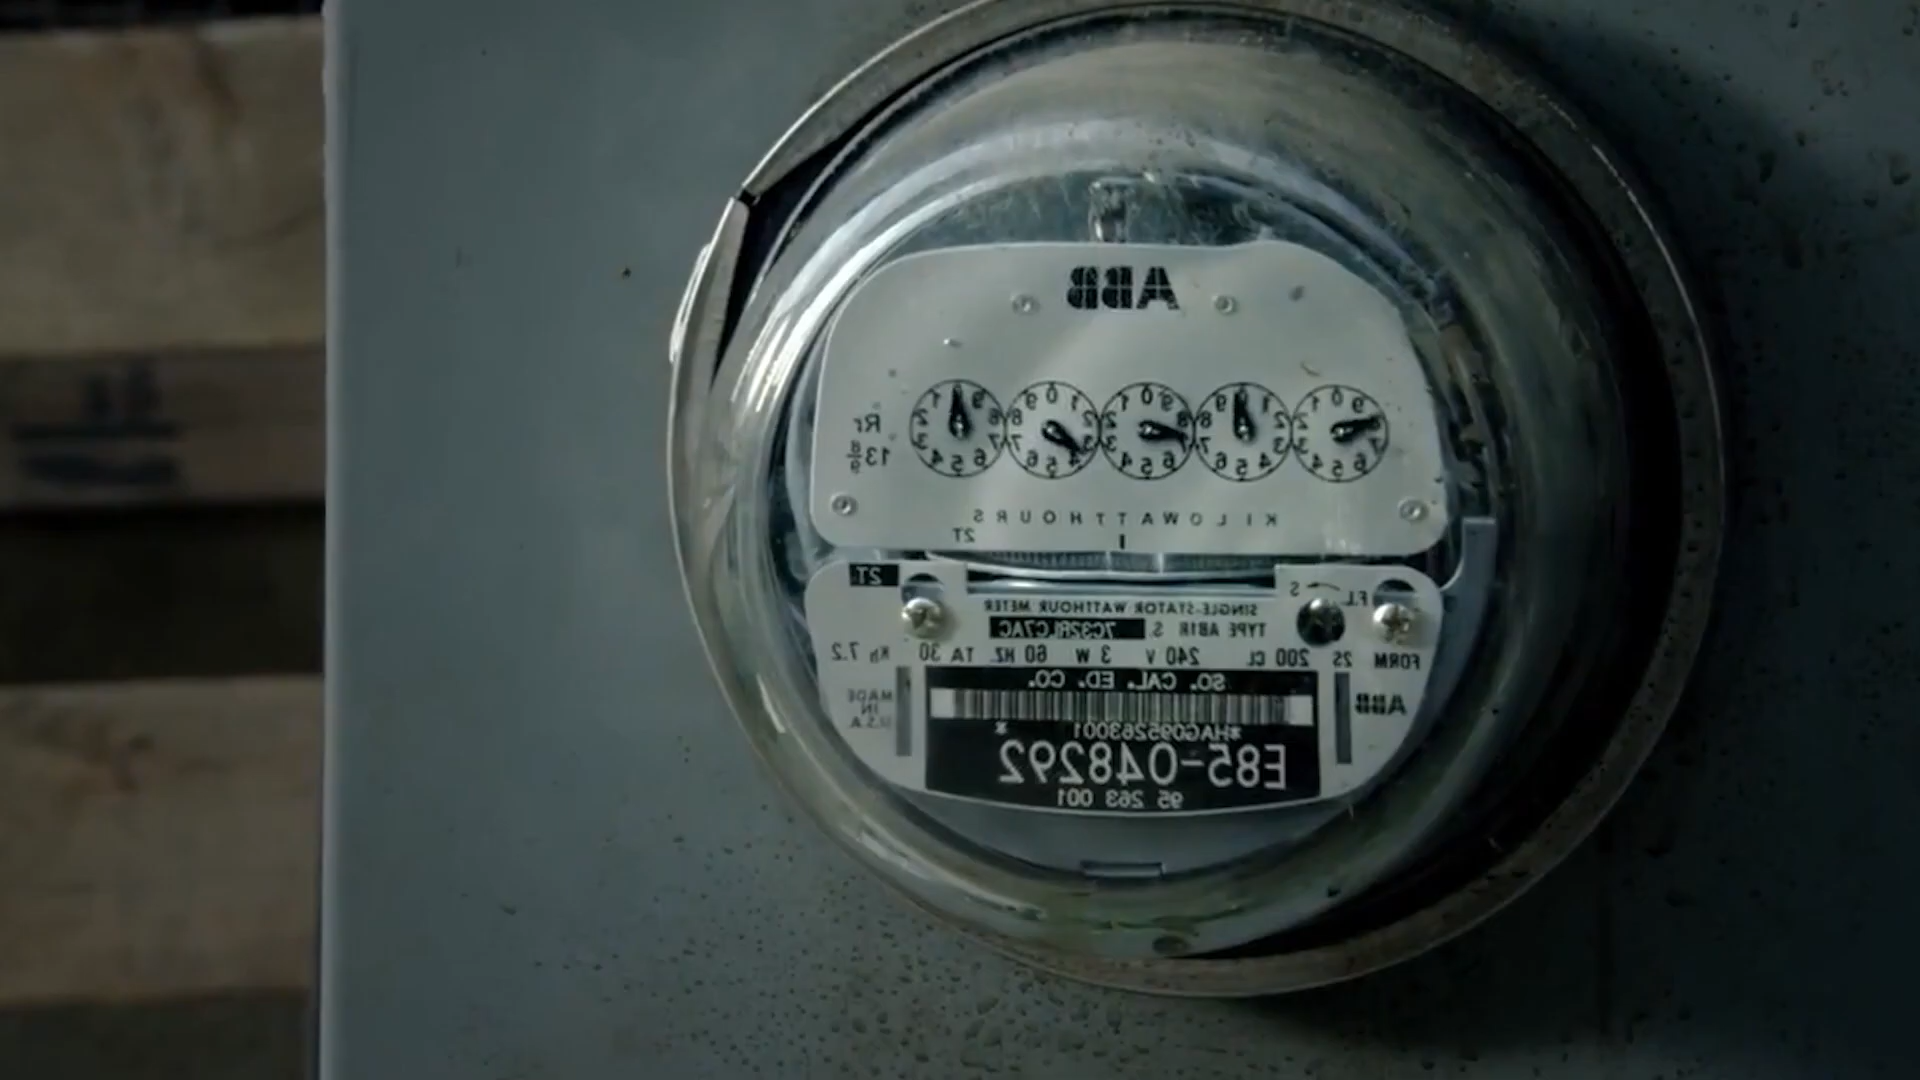 ABB
Rr
13 8/9
KILOWATTHOURS
2T
2T
F.L. S
SINGLE-STATOR WATTHOUR METER
TYPE AB1R S.
FORM 2S 200 CL 240 V 3 W 60 HZ. TA 30 Kh 7.2
ABB
SO. CAL. ED. CO.
MADE
IN
U.S.A.
*HAG095263001 *
E85-048292
95 263 001